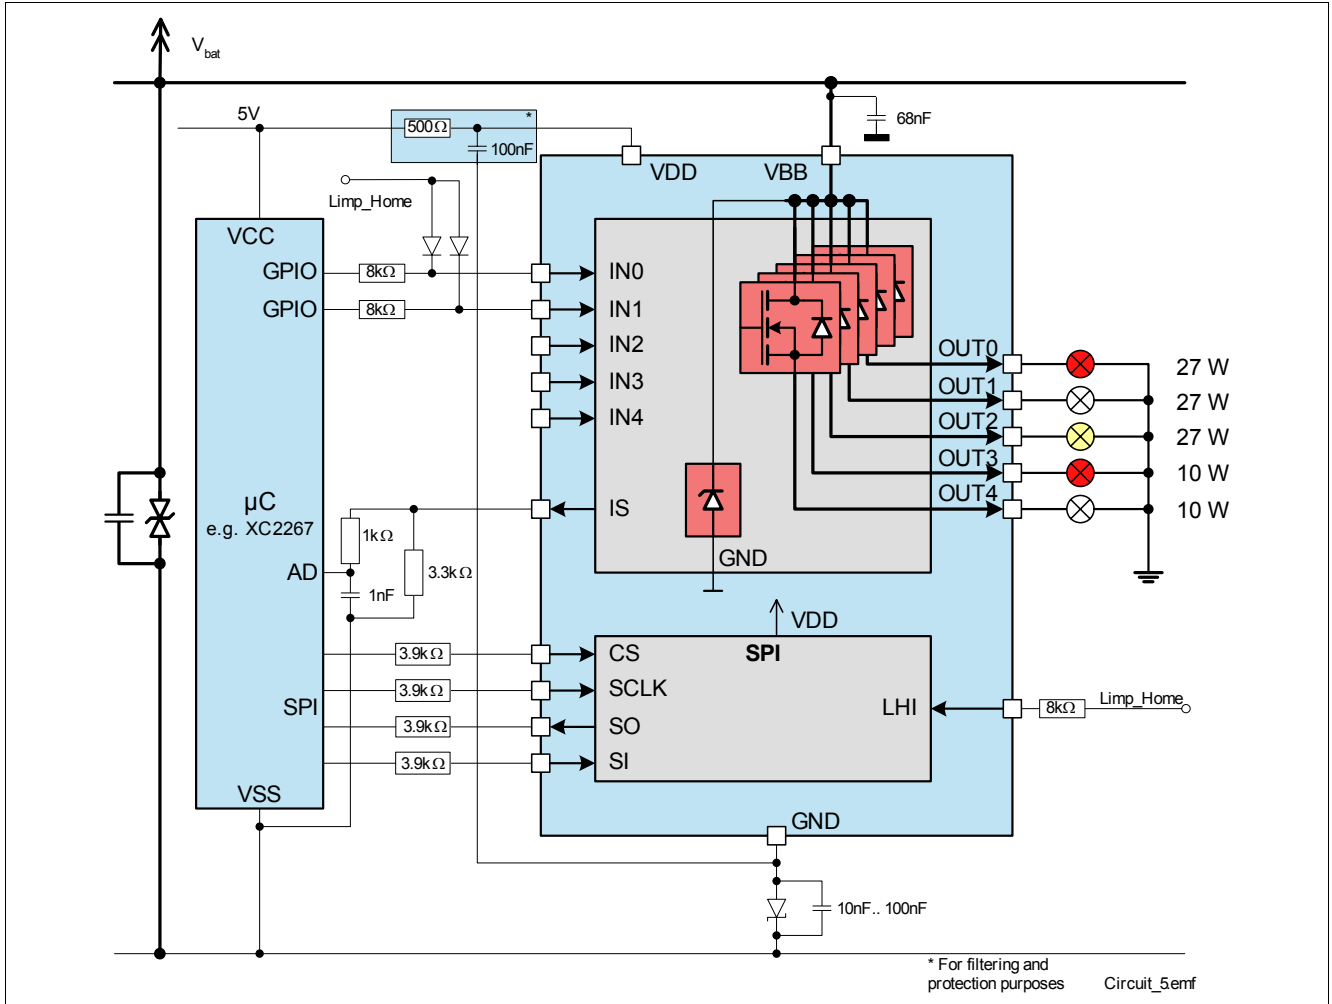 Vbat
5V
500Ω
*
100nF
68nF
VDD
VBB
Limp_Home
VCC
GPIO
8kΩ
IN0
GPIO
8kΩ
IN1
IN2
IN3
IN4
OUT0
27 W
OUT1
27 W
OUT2
27 W
OUT3
10 W
OUT4
10 W
µC
e.g. XC2267
IS
1kΩ
3.3kΩ
GND
AD
1nF
VDD
SPI
3.9kΩ
CS
3.9kΩ
SCLK
SPI
3.9kΩ
SO
3.9kΩ
SI
LHI
8kΩ
Limp_Home
VSS
GND
10nF.. 100nF
* For filtering and
protection purposes
Circuit_5.emf